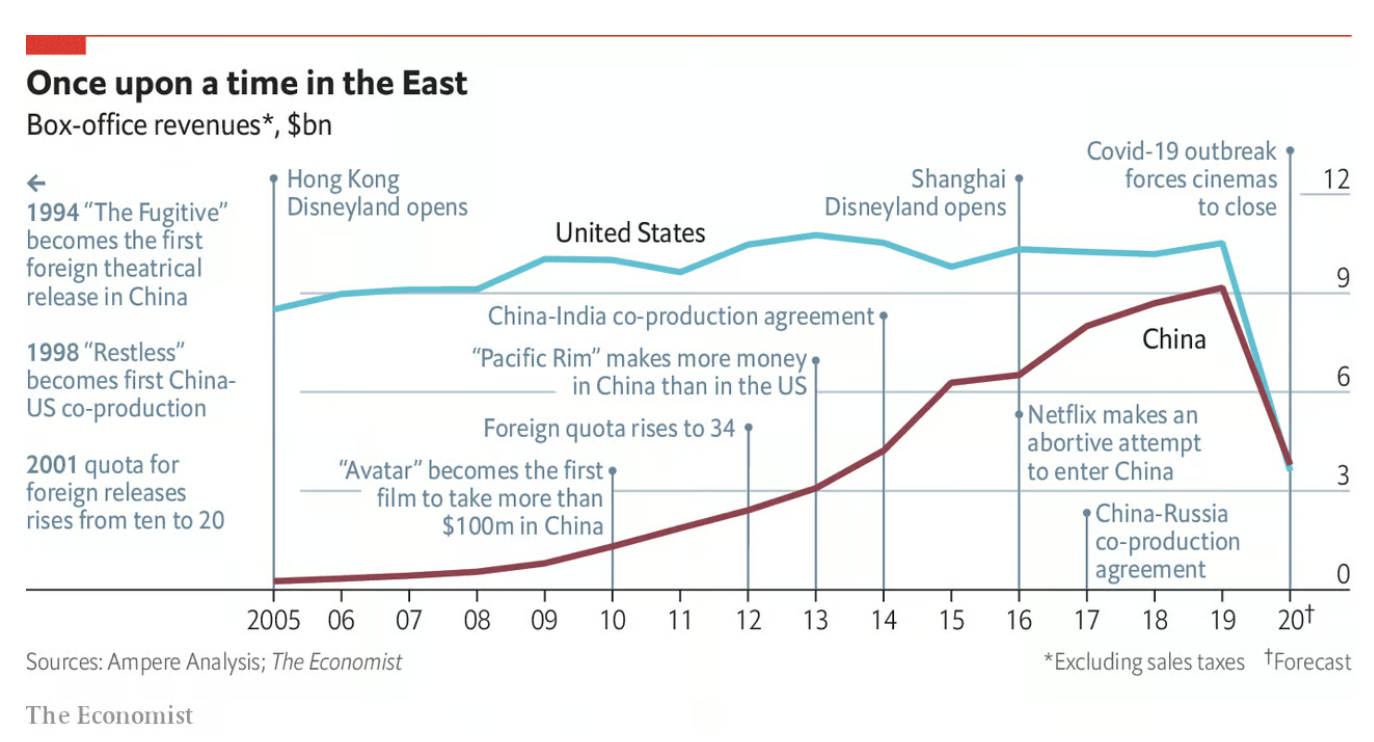 Once upon a time in the East
Box-office revenues*, $bn
←
1994 “The Fugitive”
becomes the first
foreign theatrical
release in China
1998 “Restless”
becomes first China-
US co-production
2001 quota for
foreign releases
rises from ten to 20
Hong Kong
Disneyland opens
United States
Shanghai
Disneyland opens
Covid-19 outbreak
forces cinemas
to close
China-India co-production agreement
“Pacific Rim” makes more money
in China than in the US
Foreign quota rises to 34
“Avatar” becomes the first
film to take more than
$100m in China
China
Netflix makes an
abortive attempt
to enter China
China-Russia
co-production
agreement
12
9
6
3
0
2005 06 07 08 09 10 11 12 13 14 15 16 17 18 19 20†
Sources: Ampere Analysis; The Economist
*Excluding sales taxes †Forecast
The Economist